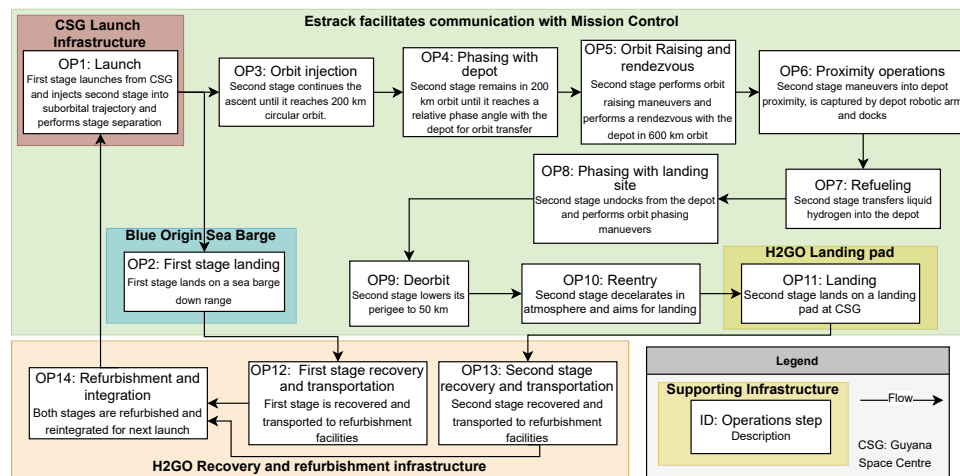 Estrack facilitates communication with Mission Control
CSG Launch
Infrastructure
OP1: Launch
First stage launches from CSG
and injects second stage into
suborbital trajectory and
performs stage separation
OP3: Orbit injection
Second stage continues the
ascent until it reaches 200 km
circular orbit.
OP4: Phasing with
depot
Second stage remains in 200
km orbit until it reaches a
relative phase angle with the
depot for orbit transfer
OP5: Orbit Raising and
rendezvous
Second stage performs orbit
raising maneuvers and
performs a rendezvous with the
depot in 600 km orbit
OP6: Proximity operations
Second stage maneuvers into depot
proximity, is captured by depot robotic arm
and docks
OP7: Refueling
Second stage transfers liquid
hydrogen into the depot
OP8: Phasing with landing
site
Second stage undocks from the depot
and performs orbit phasing
manuevers
Blue Origin Sea Barge
OP2: First stage landing
First stage lands on a sea barge
down range
OP9: Deorbit
Second stage lowers its
perigee to 50 km
OP10: Reentry
Second stage decelarates in
atmosphere and aims for landing
H2GO Landing pad
OP11: Landing
Second stage lands on a landing
pad at CSG
OP14: Refurbishment and
integration
Both stages are refurbished and
reintegrated for next launch
OP12: First stage recovery
and transportation
First stage is recovered and
transported to refurbishment
facilities
OP13: Second stage
recovery and transportation
Second stage recovered and
transported to refurbishment
facilities
H2GO Recovery and refurbishment infrastructure
Legend
Supporting Infrastructure
ID: Operations step
Description
Flow
CSG: Guyana
Space Centre